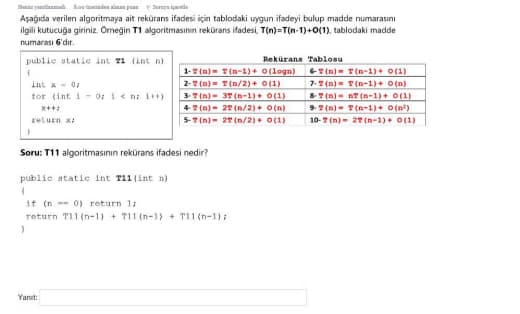 Henüz yanıtlanmadı
üzerinden alınan puan
Soruyu işaretle
Aşağıda verilen algoritmaya ait rekürans ifadesi için tablodaki uygun ifadeyi bulup madde numarasını
ilgili kutucuğa giriniz. Örneğin T1 algoritmasının rekürans ifadesi, T(n)=T(n-1)+O(1), tablodaki madde
numarası 6'dır.
public static int T1 (int n)
{
int x = 0;
for (int i = 0; i < n; i++)
x++;
return x;
}
Rekürans Tablosu
1- T(n)= T(n-1)+ O(logn)
6- T(n)= T(n-1)+ O(1)
2- T(n)= T(n/2)+ O(1)
7- T(n)= T(n-1)+ O(n)
3- T(n)= 3T(n-1)+ O(1)
8- T(n)= nT(n-1)+ O(1)
4- T(n)= 2T(n/2)+ O(n)
9- T(n)= T(n-1)+ O(n²)
5- T(n)= 2T(n/2)+ O(1)
10- T(n)= 2T(n-1)+ O(1)
Soru: T11 algoritmasının rekürans ifadesi nedir?
public static int T11(int n)
{
if (n == 0) return 1;
return T11(n-1) + T11(n-1) + T11(n-1);
}
Yanıt: